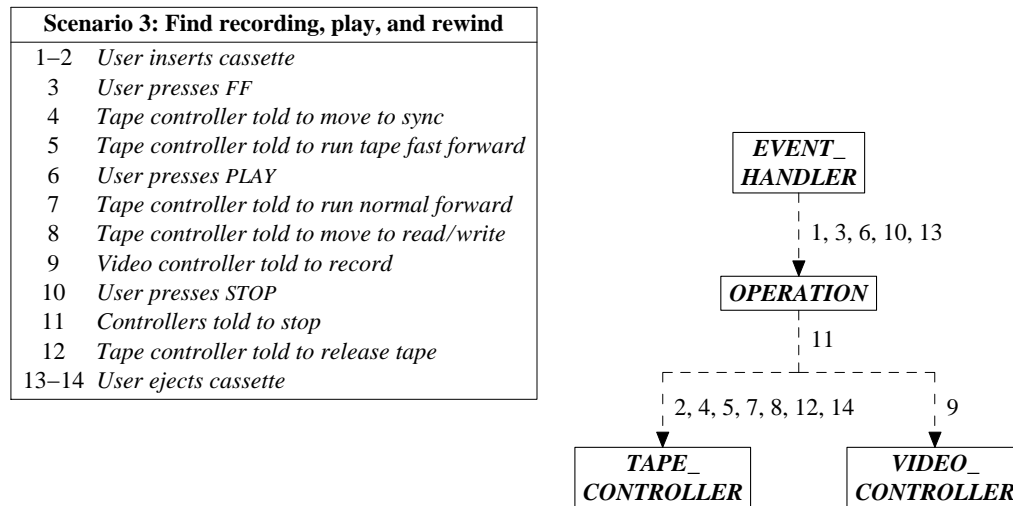 Scenario 3: Find recording, play, and rewind
1–2 User inserts cassette
3 User presses FF
4 Tape controller told to move to sync
5 Tape controller told to run tape fast forward
6 User presses PLAY
7 Tape controller told to run normal forward
8 Tape controller told to move to read/write
9 Video controller told to record
10 User presses STOP
11 Controllers told to stop
12 Tape controller told to release tape
13–14 User ejects cassette
EVENT_
HANDLER
1, 3, 6, 10, 13
OPERATION
11
2, 4, 5, 7, 8, 12, 14
9
TAPE_
CONTROLLER
VIDEO_
CONTROLLER